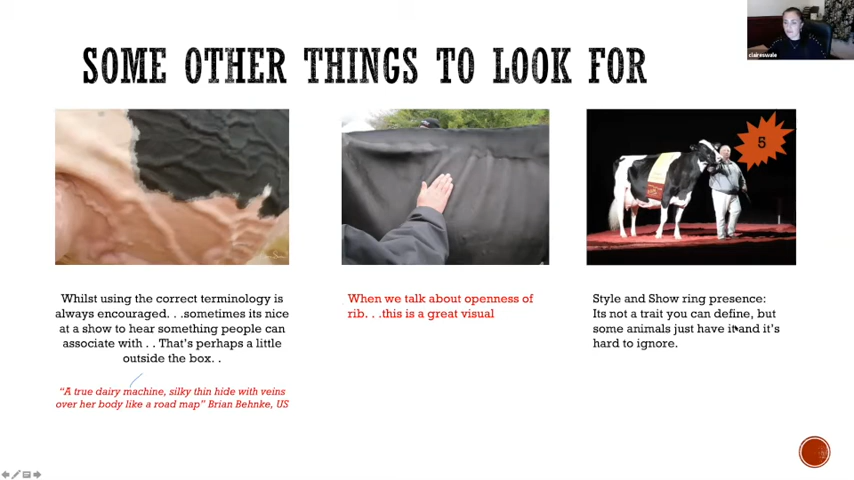 SOME OTHER THINGS TO LOOK FOR
claireswale
5
Whilst using the correct terminology is
always encouraged. . .sometimes its nice
at a show to hear something people can
associate with . . That's perhaps a little
outside the box. .
"A true dairy machine, silky thin hide with veins
over her body like a road map" Brian Behnke, US
When we talk about openness of
rib. . .this is a great visual
Style and Show ring presence:
Its not a trait you can define, but
some animals just have it and it's
hard to ignore.